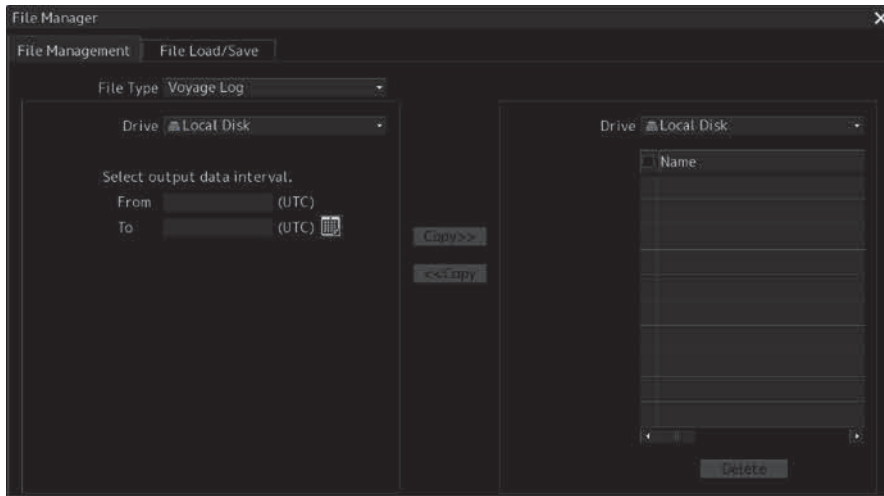 File Manager
File Management
File Load/Save
File Type Voyage Log
Drive Local Disk
Select output data interval.
From (UTC)
To (UTC)
Copy>>
<<Copy
Drive Local Disk
Name
Delete